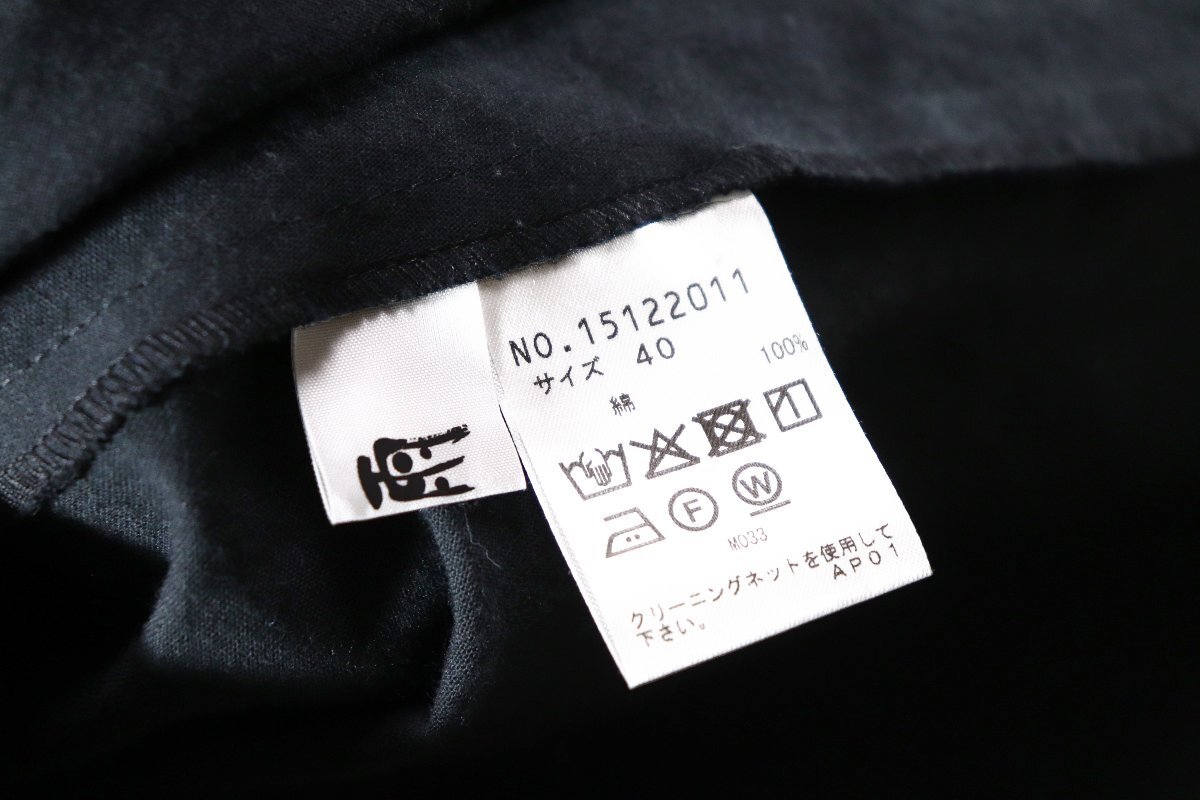 NO.15122011
サイズ 40
綿 100%
F W
M033
クリーニングネットを使用して
下さい。 AP01